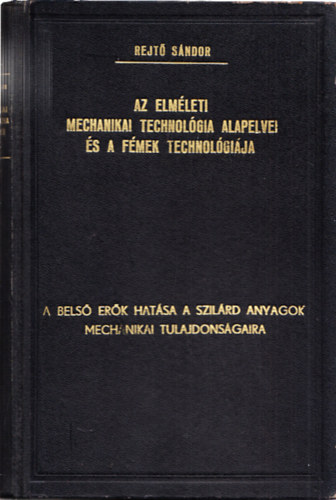 REJTŐ SÁNDOR
AZ ELMÉLETI
MECHANIKAI TECHNOLÓGIA ALAPELVEI
ÉS A FÉMEK TECHNOLÓGIÁJA
A BELSŐ ERŐK HATÁSA A SZILÁRD ANYAGOK
MECHANIKAI TULAJDONSÁGAIRA